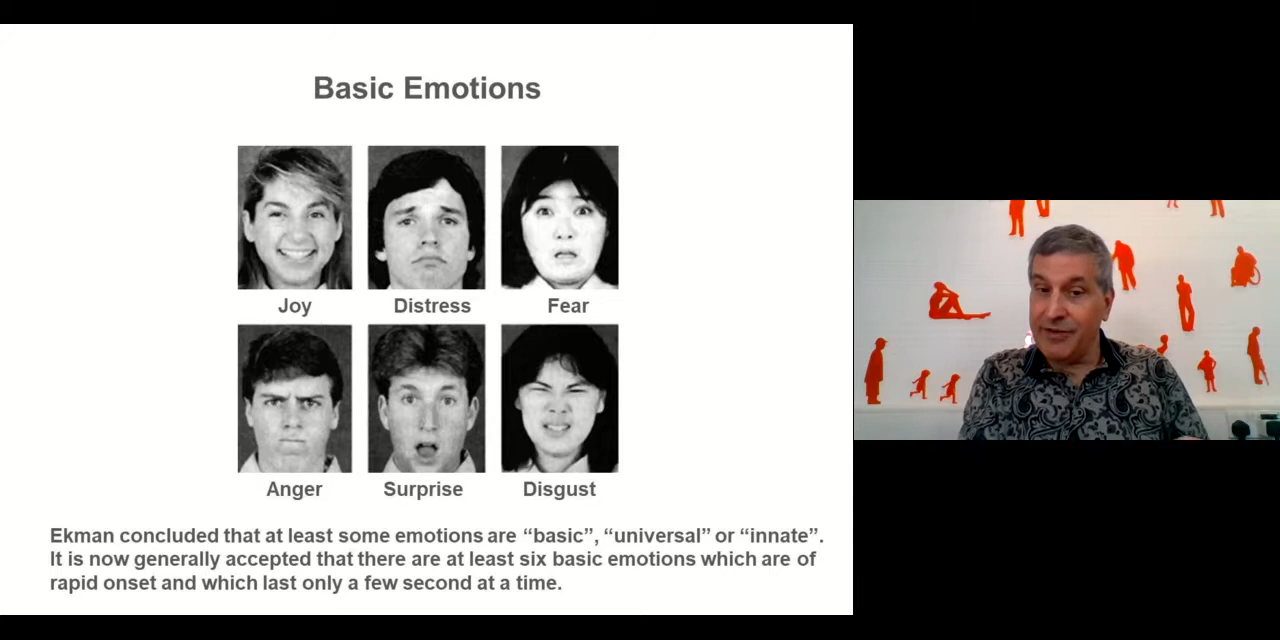 Basic Emotions
Joy Distress Fear
Anger Surprise Disgust
Ekman concluded that at least some emotions are “basic”, “universal” or “innate”.
It is now generally accepted that there are at least six basic emotions which are of
rapid onset and which last only a few second at a time.